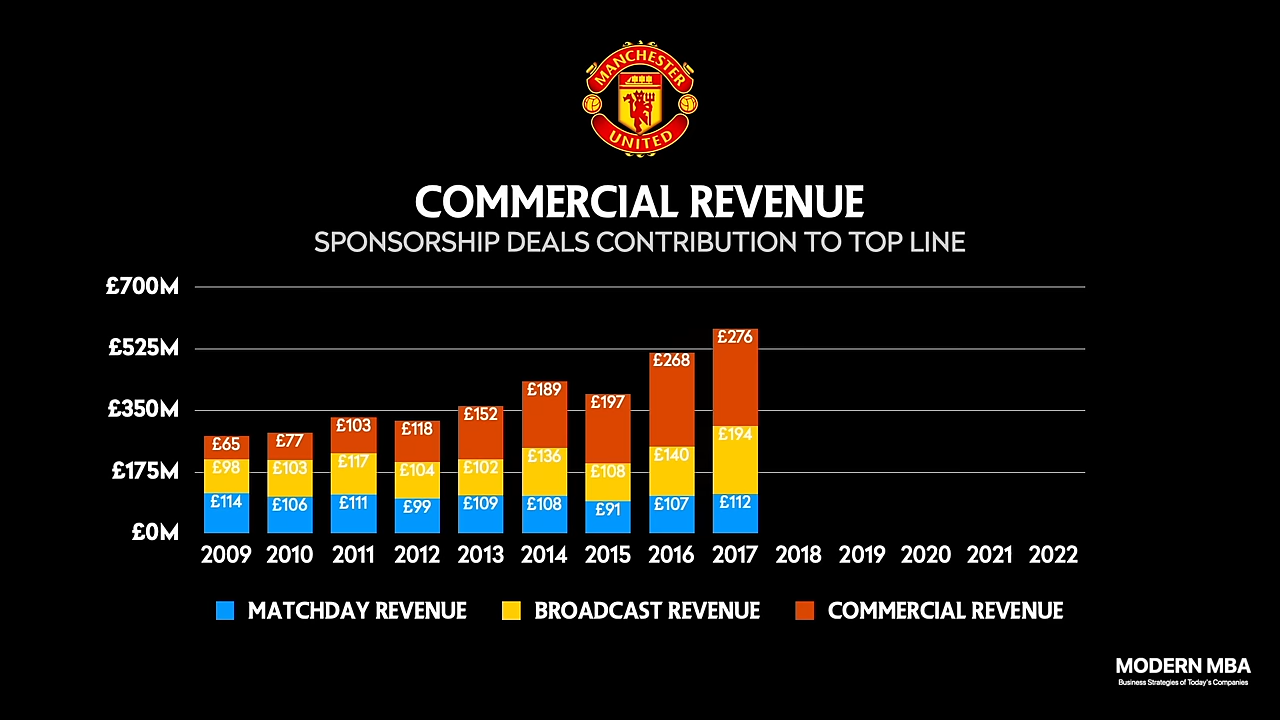 MANCHESTER
UNITED
COMMERCIAL REVENUE
SPONSORSHIP DEALS CONTRIBUTION TO TOP LINE
£700M
£525M
£350M
£175M
£0M
£65 £77 £103 £118 £152 £189 £197 £268 £276
£98 £103 £117 £104 £102 £136 £108 £140 £194
£114 £106 £111 £99 £109 £108 £91 £107 £112
2009 2010 2011 2012 2013 2014 2015 2016 2017 2018 2019 2020 2021 2022
MATCHDAY REVENUE BROADCAST REVENUE COMMERCIAL REVENUE
MODERN MBA
Business Strategies of Today's Companies